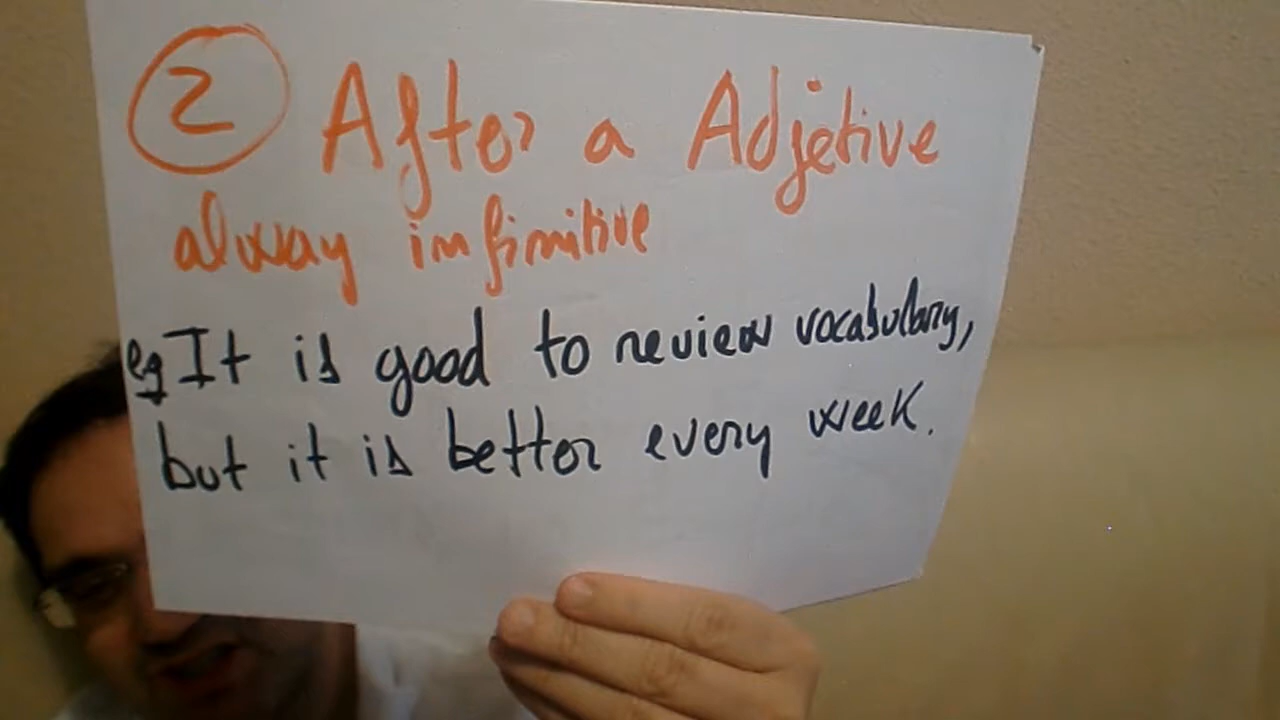 2 After a Adjetive
alway infinitive
eg It is good to review vocabulary,
but it is better every week.